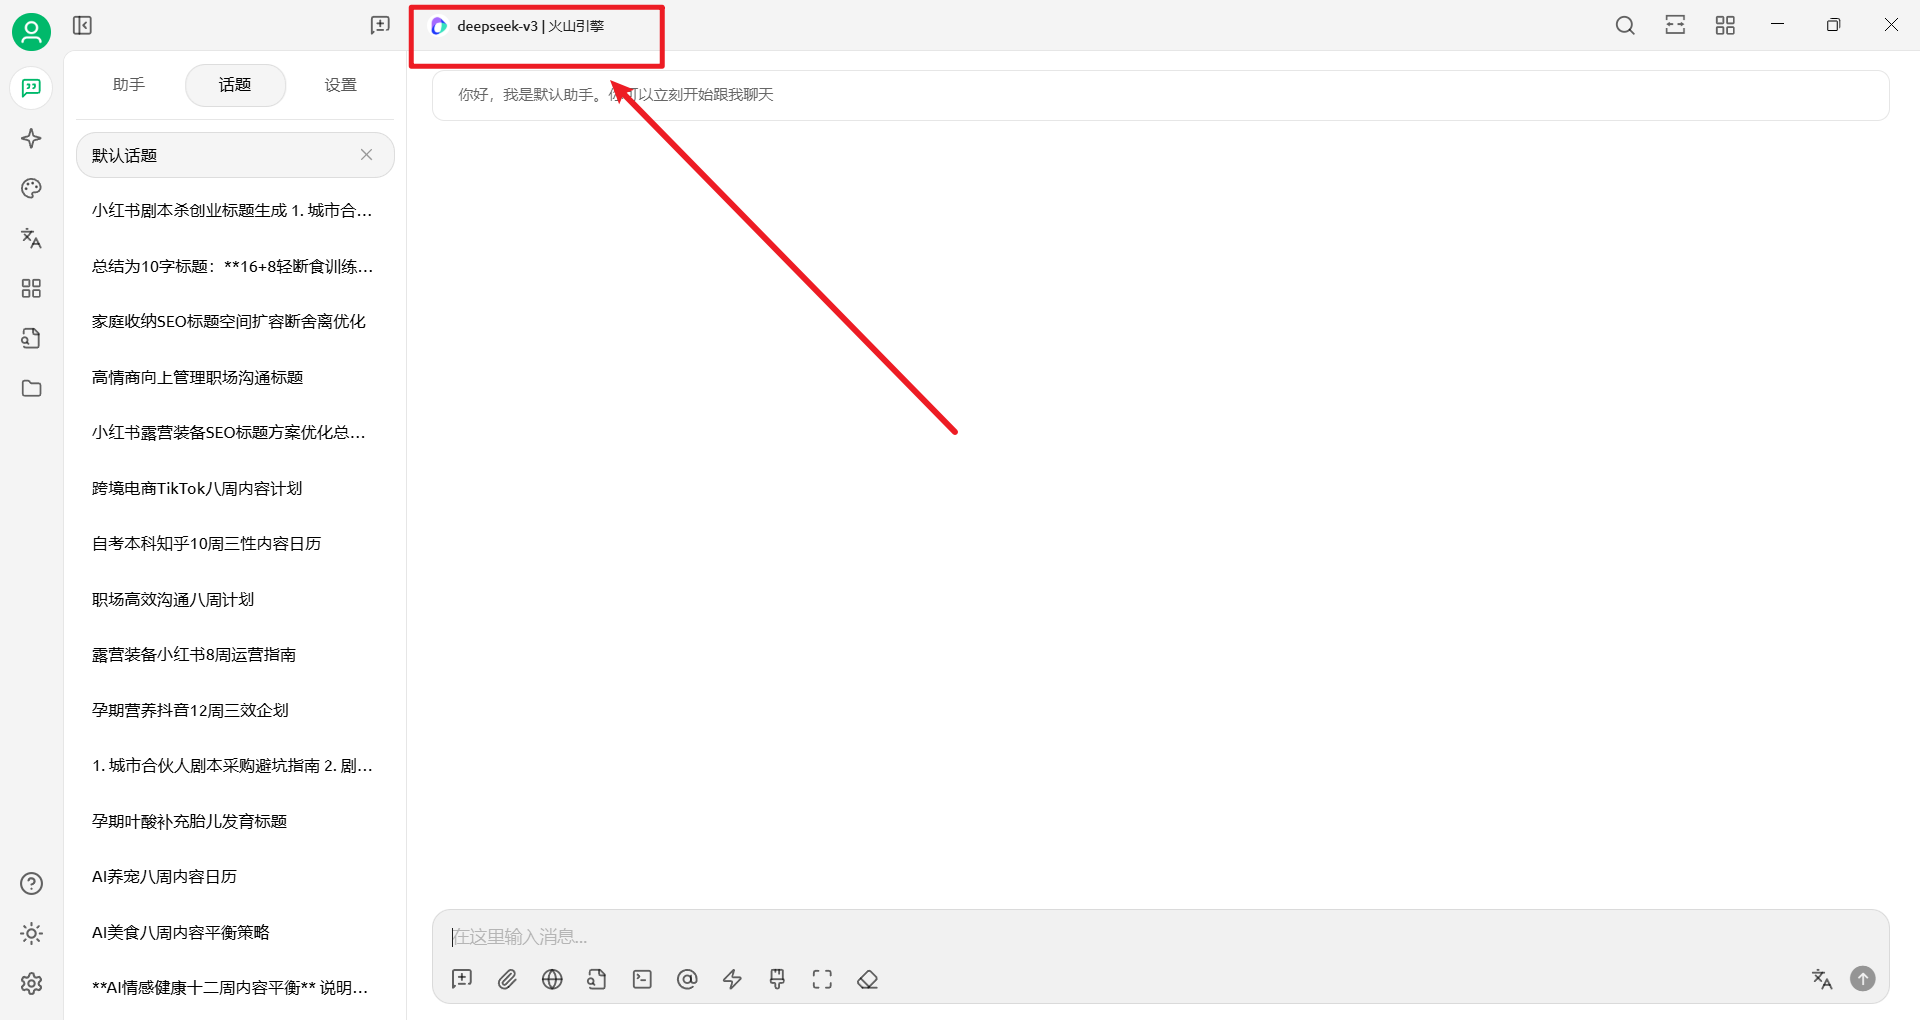 deepseek-v3 | 火山引擎
助手
话题
设置
默认话题
小红书剧本杀创业标题生成 1. 城市合...
总结为10字标题：**16+8轻断食训练...
家庭收纳SEO标题空间扩容断舍离优化
高情商向上管理职场沟通标题
小红书露营装备SEO标题方案优化总...
跨境电商TikTok八周内容计划
自考本科知乎10周三性内容日历
职场高效沟通八周计划
露营装备小红书8周运营指南
孕期营养抖音12周三效企划
1. 城市合伙人剧本采购避坑指南 2. 剧...
孕期叶酸补充胎儿发育标题
AI养宠八周内容日历
AI美食八周内容平衡策略
**AI情感健康十二周内容平衡** 说明...
你好，我是默认助手。你可以立刻开始跟我聊天
在这里输入消息...